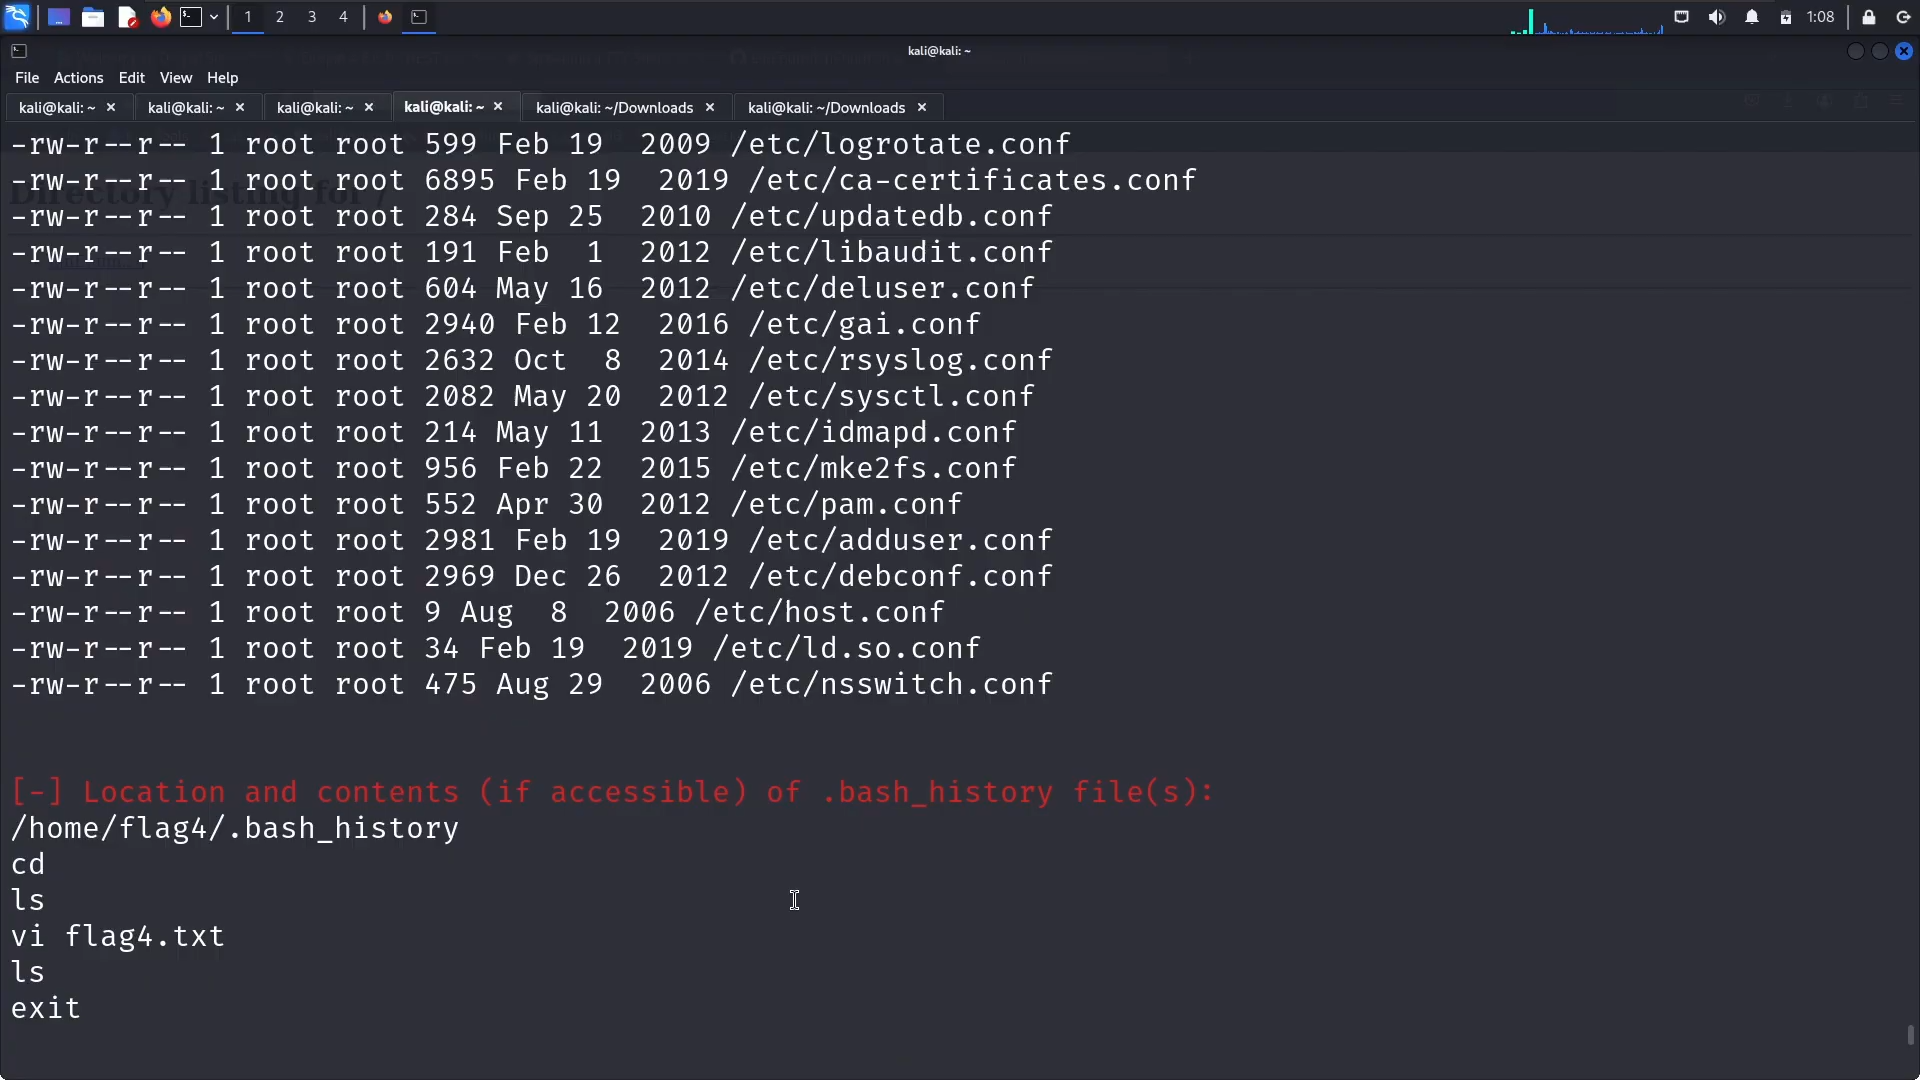 1 2 3 4
1:08
kali@kali: ~
File Actions Edit View Help
kali@kali: ~ × kali@kali: ~ × kali@kali: ~ × kali@kali: ~ × kali@kali: ~/Downloads × kali@kali: ~/Downloads ×
-rw-r--r-- 1 root root 599 Feb 19  2009 /etc/logrotate.conf
-rw-r--r-- 1 root root 6895 Feb 19  2019 /etc/ca-certificates.conf
Directory listing for /
-rw-r--r-- 1 root root 284 Sep 25  2010 /etc/updatedb.conf
-rw-r--r-- 1 root root 191 Feb  1  2012 /etc/libaudit.conf
-rw-r--r-- 1 root root 604 May 16  2012 /etc/deluser.conf
-rw-r--r-- 1 root root 2940 Feb 12  2016 /etc/gai.conf
-rw-r--r-- 1 root root 2632 Oct  8  2014 /etc/rsyslog.conf
-rw-r--r-- 1 root root 2082 May 20  2012 /etc/sysctl.conf
-rw-r--r-- 1 root root 214 May 11  2013 /etc/idmapd.conf
-rw-r--r-- 1 root root 956 Feb 22  2015 /etc/mke2fs.conf
-rw-r--r-- 1 root root 552 Apr 30  2012 /etc/pam.conf
-rw-r--r-- 1 root root 2981 Feb 19  2019 /etc/adduser.conf
-rw-r--r-- 1 root root 2969 Dec 26  2012 /etc/debconf.conf
-rw-r--r-- 1 root root 9 Aug  8  2006 /etc/host.conf
-rw-r--r-- 1 root root 34 Feb 19  2019 /etc/ld.so.conf
-rw-r--r-- 1 root root 475 Aug 29  2006 /etc/nsswitch.conf
[-] Location and contents (if accessible) of .bash_history file(s):
/home/flag4/.bash_history
cd
ls
vi flag4.txt
ls
exit